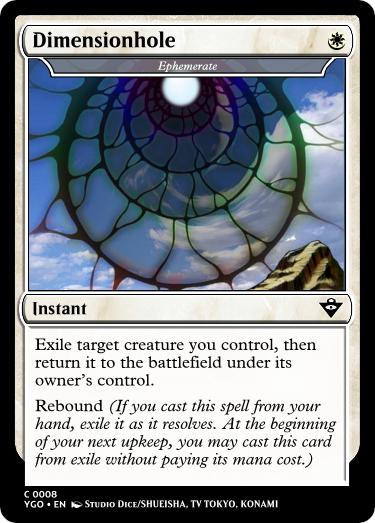 Dimensionhole
Ephemerate
Instant
Exile target creature you control, then
return it to the battlefield under its
owner's control.
Rebound (If you cast this spell from your
hand, exile it as it resolves. At the beginning
of your next upkeep, you may cast this card
from exile without paying its mana cost.)
C 0008
YGO • EN Studio Dice/SHUEISHA, TV TOKYO, KONAMI